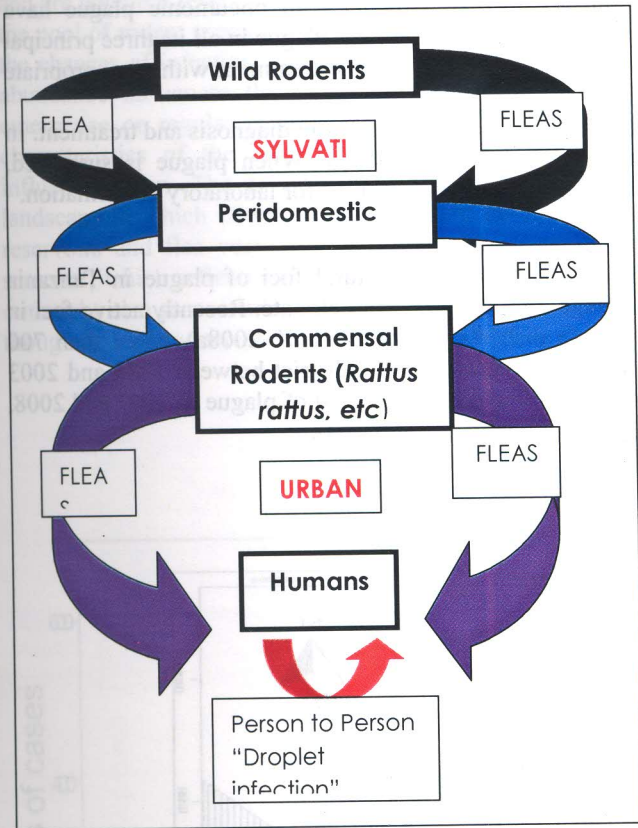 Wild Rodents
FLEA
FLEAS
SYLVATI
Peridomestic
FLEAS
FLEAS
Commensal
Rodents (Rattus
rattus, etc)
FLEA
FLEAS
URBAN
Humans
Person to Person
“Droplet
infection”